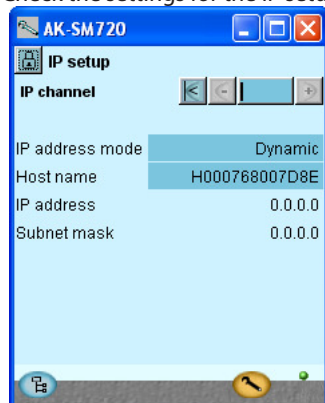 AK-SM720
IP setup
IP channel
IP address mode Dynamic
Host name H000768007D8E
IP address 0.0.0.0
Subnet mask 0.0.0.0